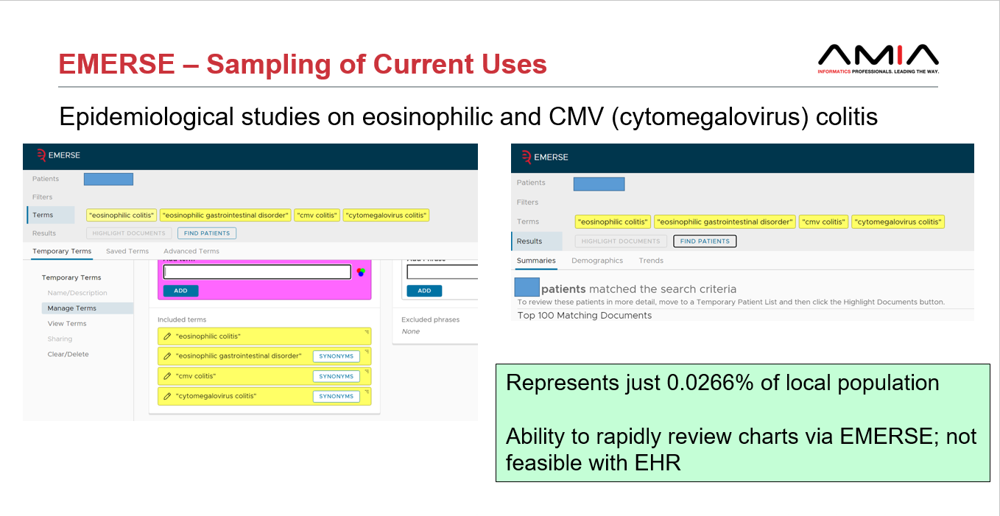 EMERSE – Sampling of Current Uses
AMIA
INFORMATICS PROFESSIONALS. LEADING THE WAY.
Epidemiological studies on eosinophilic and CMV (cytomegalovirus) colitis
EMERSE
Patients
Filters
Terms "eosinophilic colitis" "eosinophilic gastrointestinal disorder" "cmv colitis" "cytomegalovirus colitis"
Results HIGHLIGHT DOCUMENTS FIND PATIENTS
Temporary Terms Saved Terms Advanced Terms
Add term Add Phrase
Temporary Terms
Name/Description
ADD ADD
Manage Terms
View Terms
Included terms Excluded phrases
Sharing
"eosinophilic colitis" None
Clear/Delete
"eosinophilic gastrointestinal disorder" SYNONYMS
"cmv colitis" SYNONYMS
"cytomegalovirus colitis" SYNONYMS
EMERSE
Patients
Filters
Terms "eosinophilic colitis" "eosinophilic gastrointestinal disorder" "cmv colitis" "cytomegalovirus colitis"
Results HIGHLIGHT DOCUMENTS FIND PATIENTS
Summaries Demographics Trends
patients matched the search criteria
To review these patients in more detail, move to a Temporary Patient List and then click the Highlight Documents button.
Top 100 Matching Documents
Represents just 0.0266% of local population
Ability to rapidly review charts via EMERSE; not
feasible with EHR